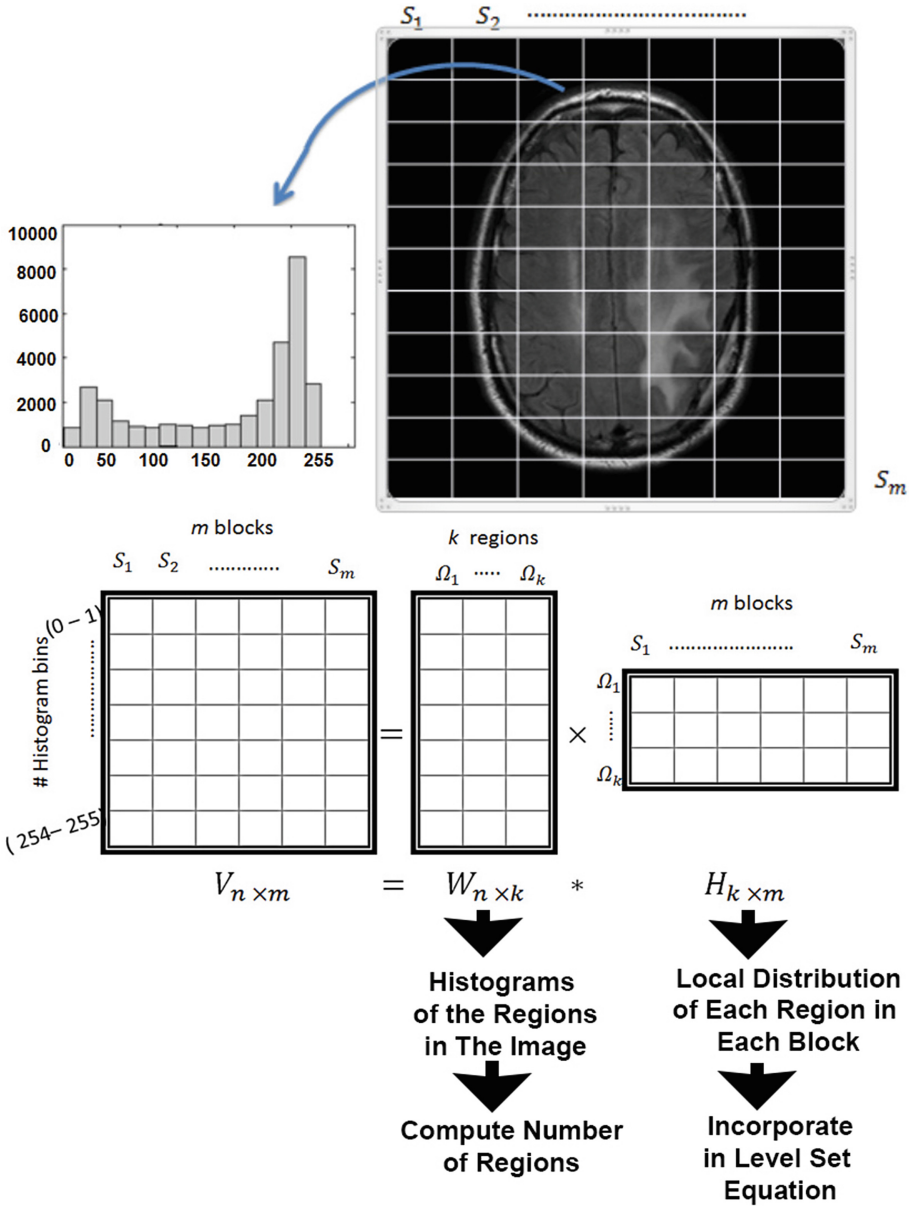 S₁ S₂ ........................................
10000
8000
6000
4000
2000
0
0 50 100 150 200 255
Sₘ
m blocks
S₁ S₂ ............. Sₘ
k regions
Ω₁ ..... Ωₖ
m blocks
S₁ ....................... Sₘ
# Histogram bins
(0 – 1)
..................
( 254– 255)
=
×
Ω₁
......
Ωₖ
Vₙ ×ₘ = Wₙ ×ₖ * Hₖ ×ₘ
Histograms
of the Regions
in The Image
Local Distribution
of Each Region in
Each Block
Compute Number
of Regions
Incorporate
in Level Set
Equation